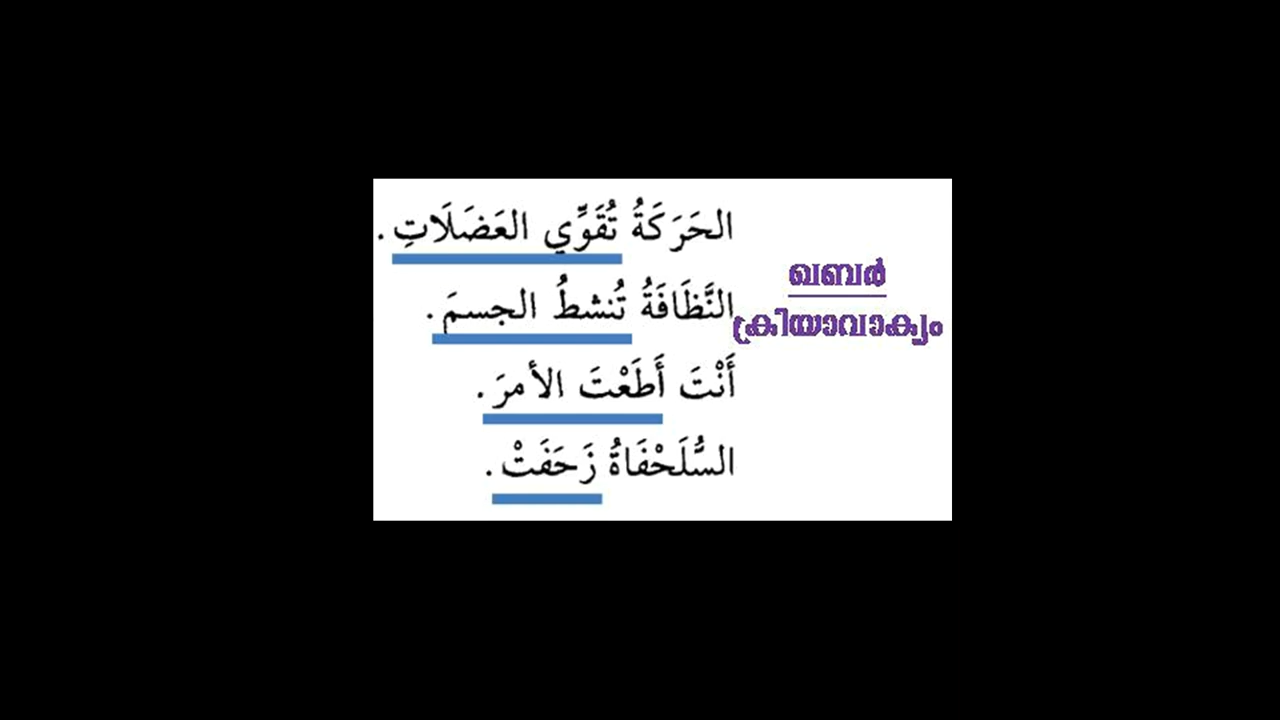 الحَرَكَةُ تُقَوِّي العَضَلَاتِ .
النَّظَافَةُ تُنشطُ الجسمَ .
أَنْتَ أَطَعْتَ الأمرَ .
السُّلَحْفَاةُ زَحَفَتْ .
ഖബർ
ക്രിയാവാക്യം